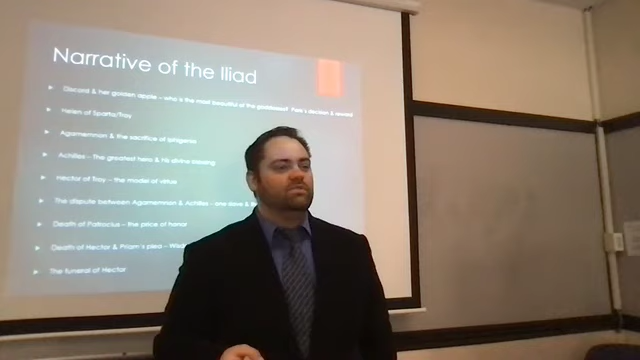 Narrative of the Iliad
Discord & her golden apple – who is the most beautiful of the goddesses? Paris's decision & reward
Helen of Sparta/Troy
Agamemnon & the sacrifice of Iphigenia
Achilles – The greatest hero & his divine blessing
Hector of Troy – the model of virtue
The dispute between Agamemnon & Achilles – one slave &
Death of Patroclus – the price of honor
Death of Hector & Priam's plea –
The funeral of Hector